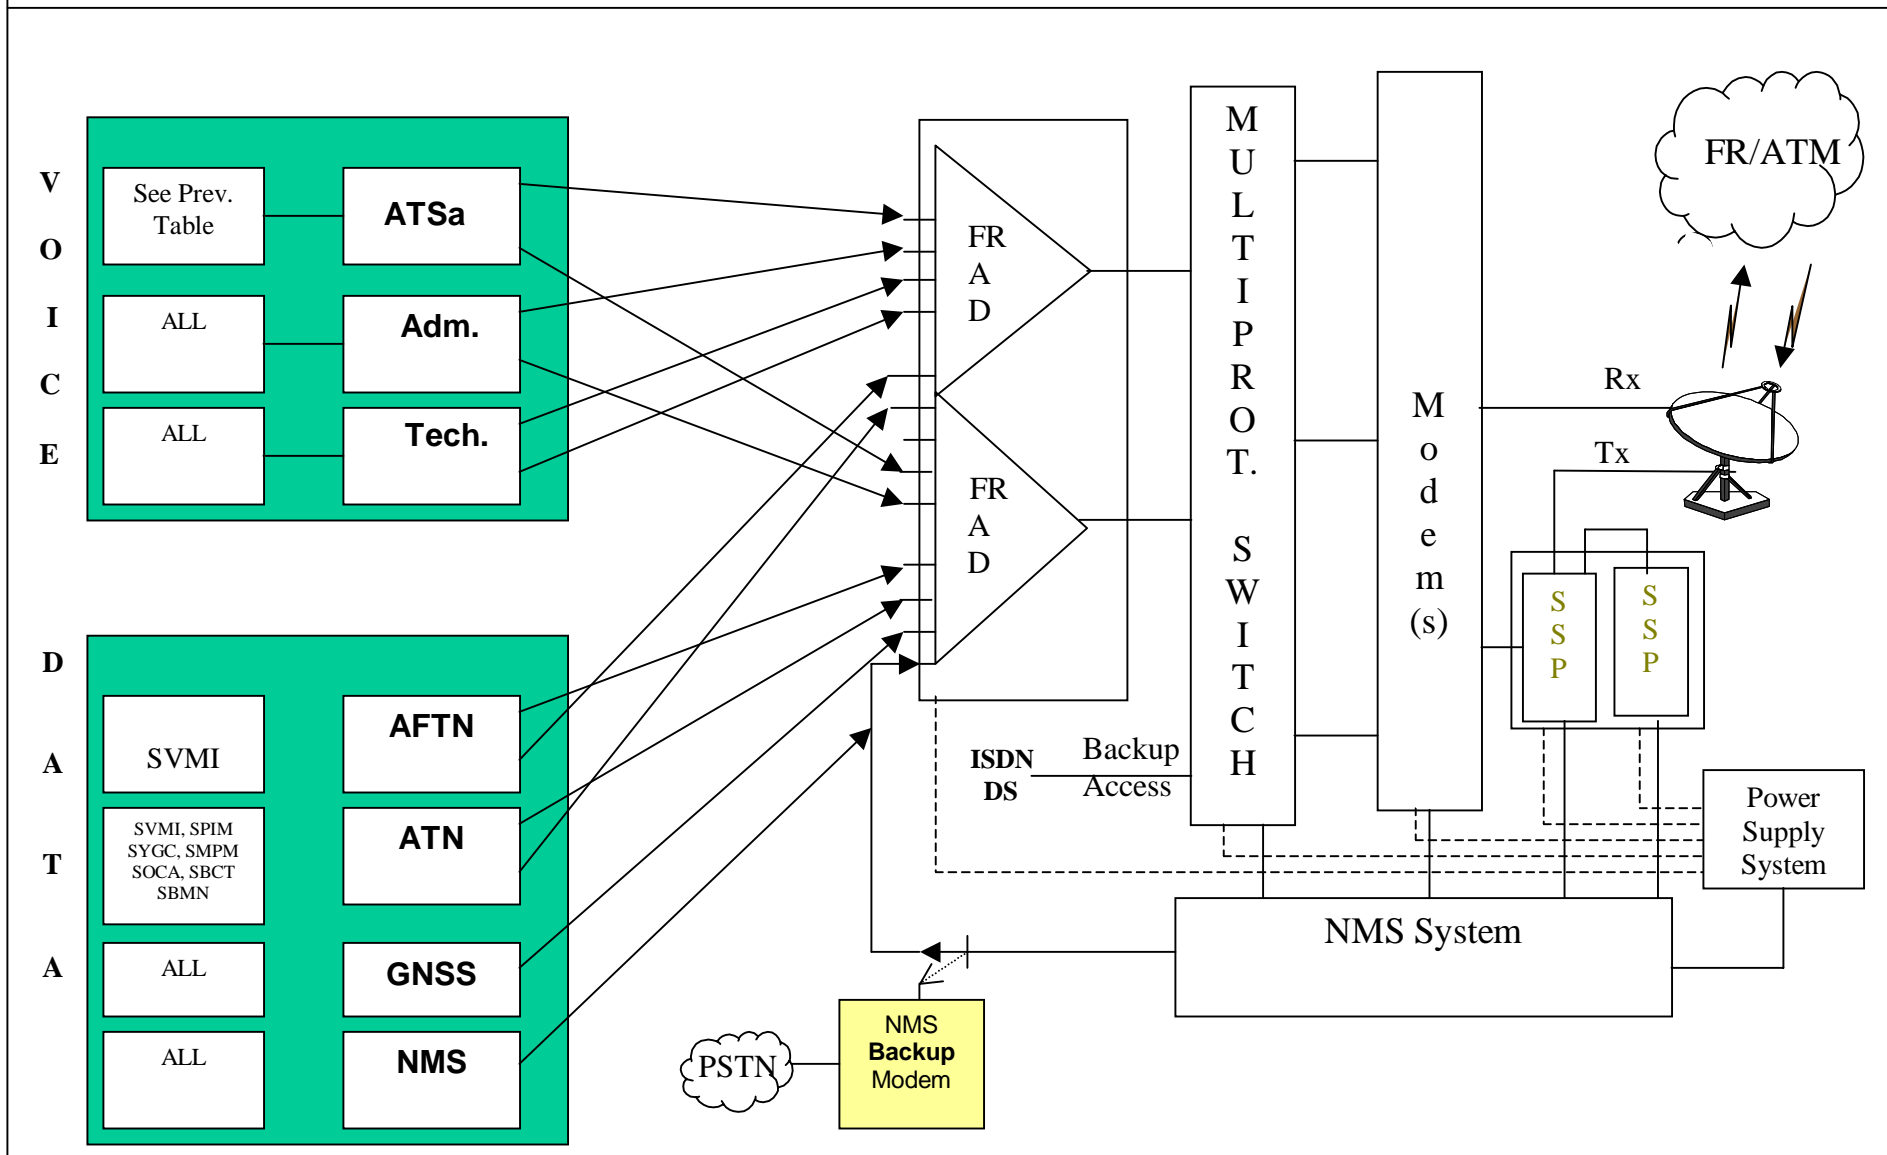 V
O
I
C
E
See Prev.
Table
ATSa
ALL
Adm.
ALL
Tech.
D
A
T
A
SVMI
AFTN
SVMI, SPIM
SYGC, SMPM
SOCA, SBCT
SBMN
ATN
ALL
GNSS
ALL
NMS
FR
A
D
FR
A
D
M
U
L
T
I
P
R
O
T.
S
W
I
T
C
H
ISDN
DS
Backup
Access
M
o
d
e
m
(s)
FR/ATM
Rx
Tx
S
S
P
S
S
P
Power
Supply
System
NMS System
NMS
Backup
Modem
PSTN